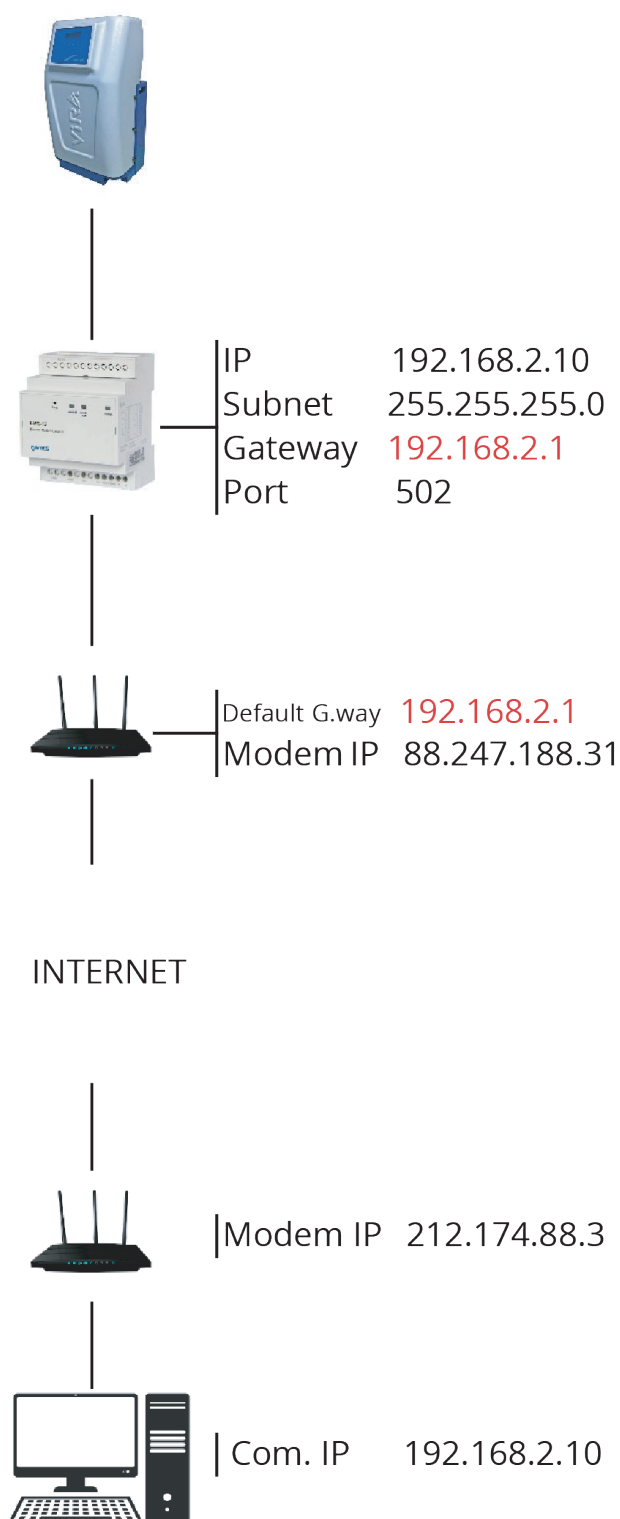 VIRA
IP 192.168.2.10
Subnet 255.255.255.0
Gateway 192.168.2.1
Port 502
Default G.way 192.168.2.1
Modem IP 88.247.188.31
INTERNET
Modem IP 212.174.88.3
Com. IP 192.168.2.10